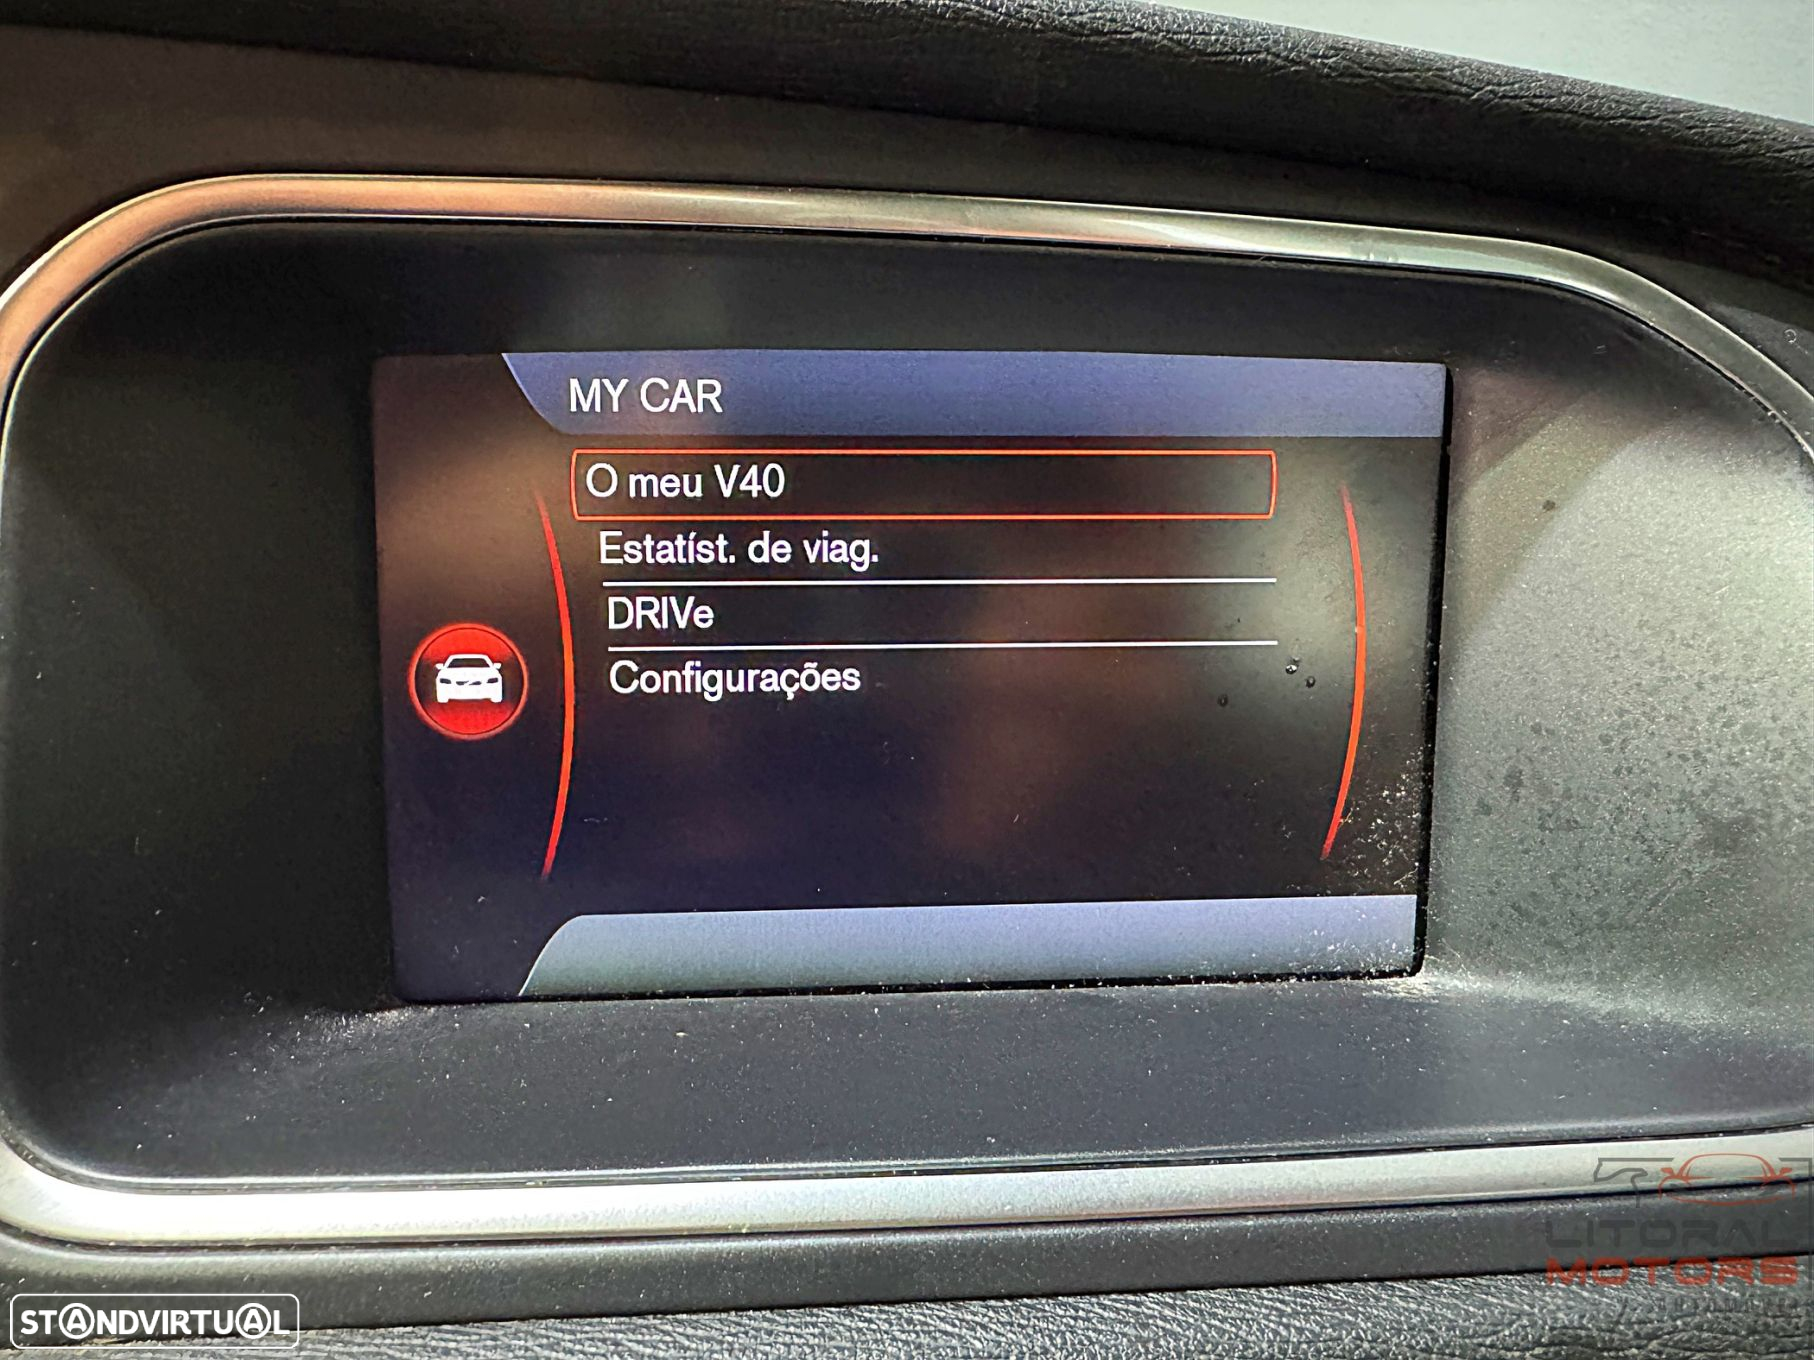 MY CAR
O meu V40
Estatíst. de viag.
DRIVe
Configurações
LITORAL
MOTORS
STANDVIRTUAL